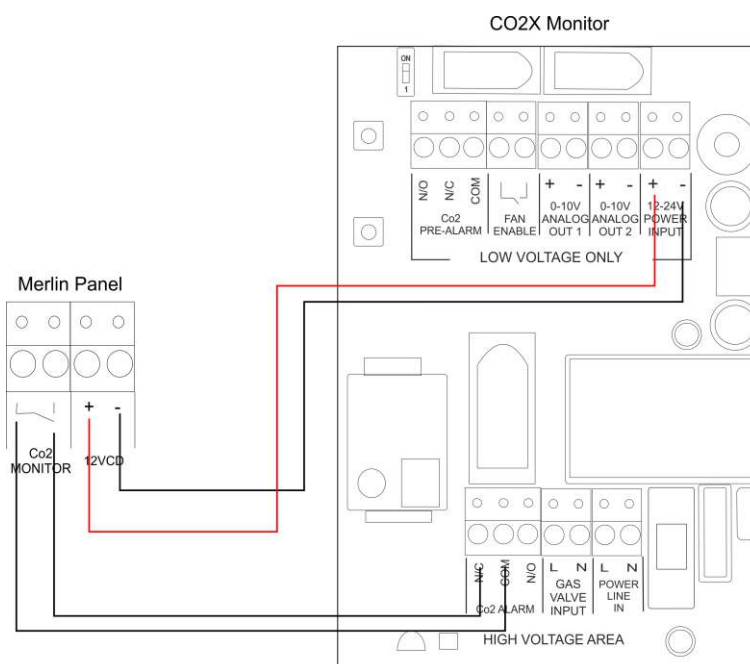 CO2X Monitor
ON
1
N/O
N/C
COM
Co2
PRE-ALARM
FAN
ENABLE
+ -
0-10V
ANALOG
OUT 1
+ -
0-10V
ANALOG
OUT 2
+ -
12-24V
POWER
INPUT
LOW VOLTAGE ONLY
Merlin Panel
Co2
MONITOR
+ -
12VCD
N/C
COM
N/O
Co2 ALARM
L N
GAS
VALVE
INPUT
L N
POWER
LINE
IN
HIGH VOLTAGE AREA